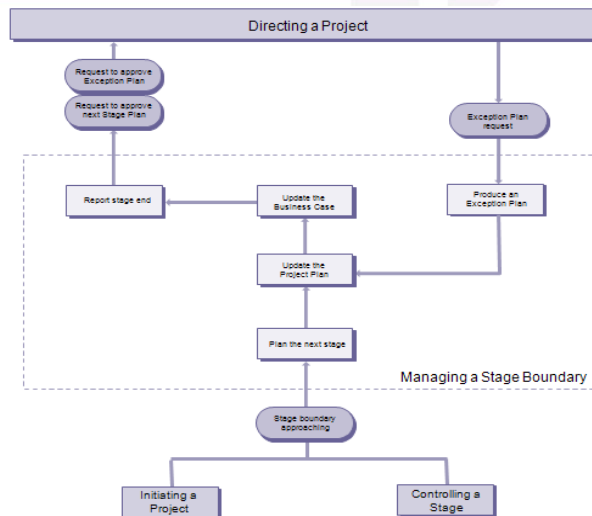 Directing a Project
Request to approve
Exception Plan
Request to approve
next Stage Plan
Exception Plan
request
Report stage end
Update the
Business Case
Produce an
Exception Plan
Update the
Project Plan
Plan the next stage
Managing a Stage Boundary
Stage boundary
approaching
Initiating a
Project
Controlling a
Stage